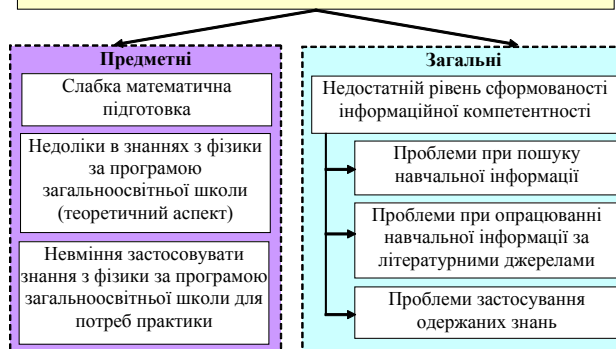 Предметні
Слабка математична
підготовка
Недоліки в знаннях з фізики
за програмою
загальноосвітньої школи
(теоретичний аспект)
Невміння застосовувати
знання з фізики за програмою
загальноосвітньої школи для
потреб практики
Загальні
Недостатній рівень сформованості
інформаційної компетентності
Проблеми при пошуку
навчальної інформації
Проблеми при опрацюванні
навчальної інформації за
літературними джерелами
Проблеми застосування
одержаних знань